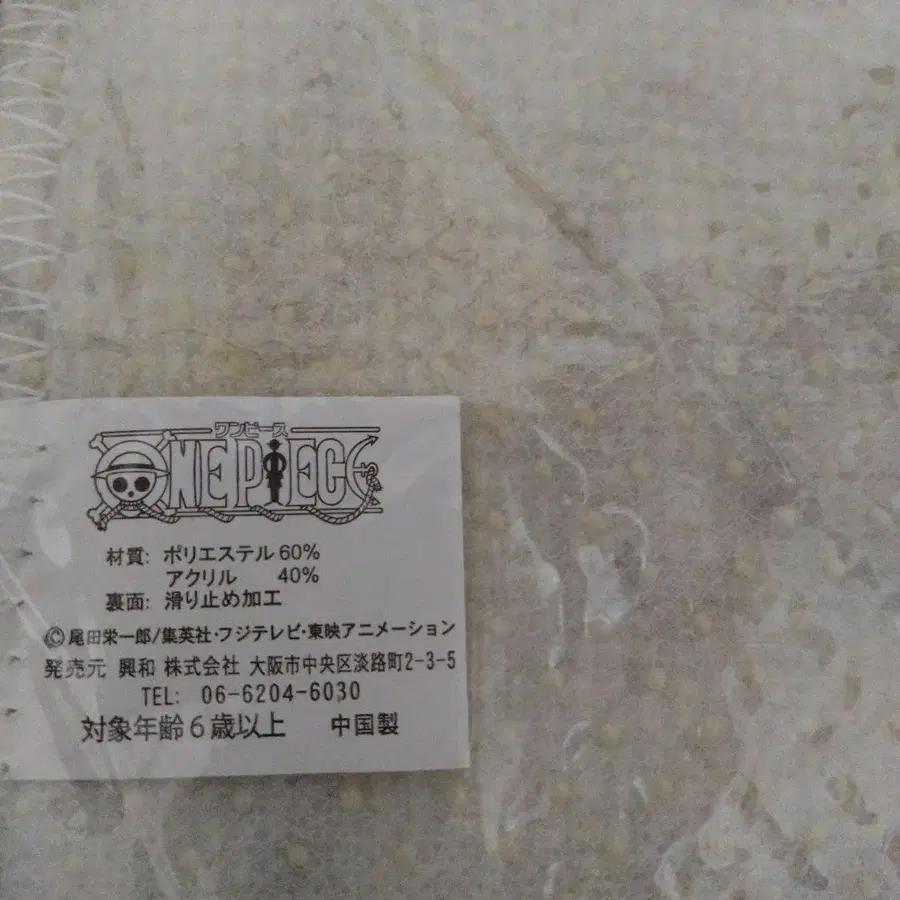 ワンピース
ONE PIECE
材質: ポリエステル 60%
アクリル 40%
裏面: 滑り止め加工
©尾田栄一郎/集英社・フジテレビ・東映アニメーション
発売元 興和 株式会社 大阪市中央区淡路町2-3-5
TEL: 06-6204-6030
対象年齢6歳以上 中国製